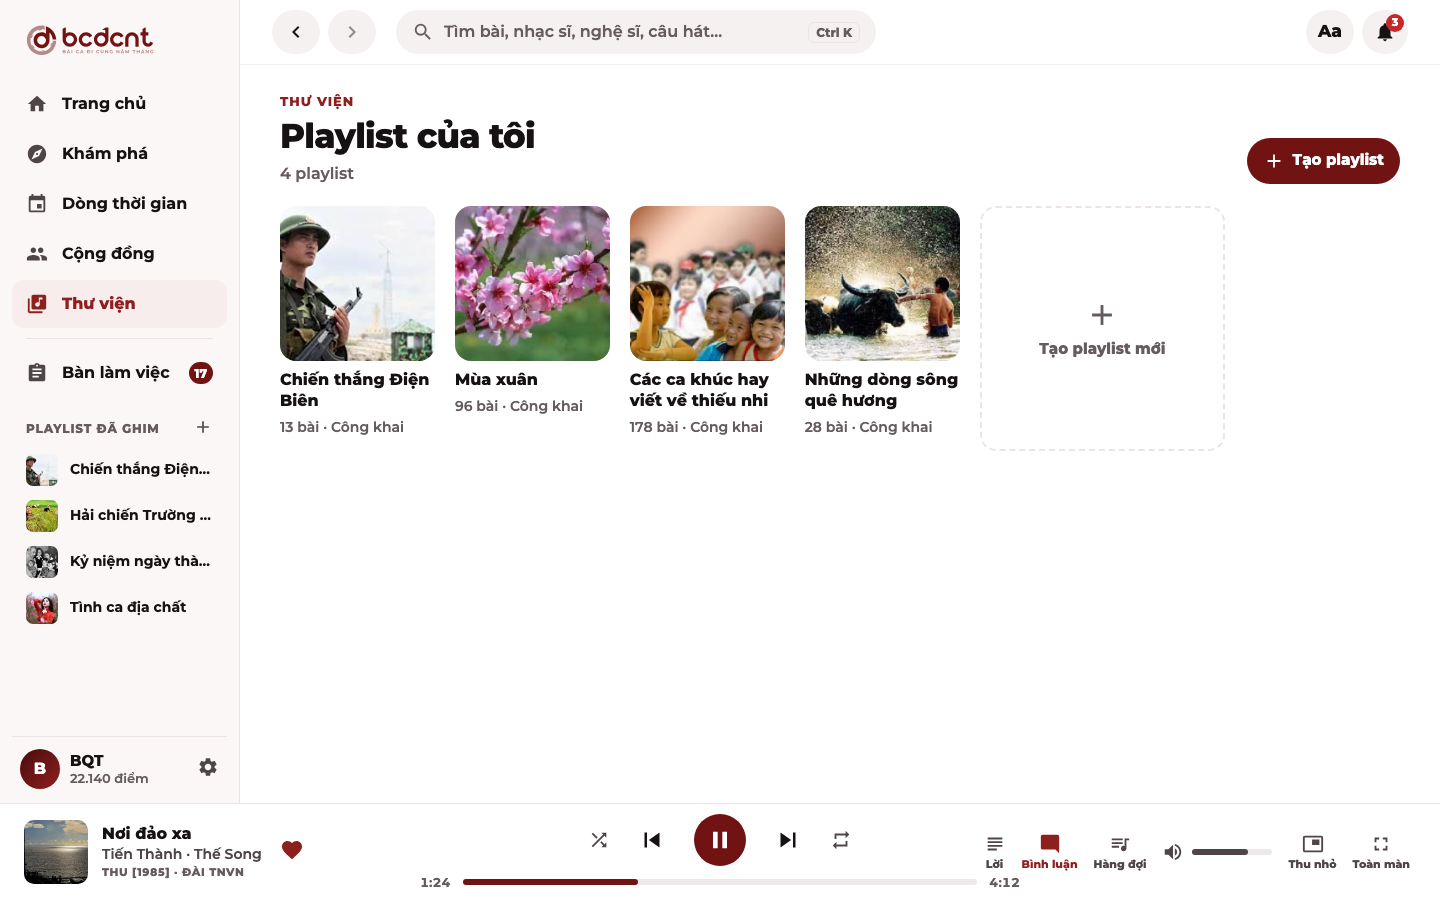 bcdcnt
BÀI CA ĐI CÙNG NĂM THÁNG
Trang chủ
Khám phá
Dòng thời gian
Cộng đồng
Thư viện
Bàn làm việc 17
PLAYLIST ĐÃ GHIM
Chiến thắng Điện...
Hải chiến Trường ...
Kỷ niệm ngày thà...
Tình ca địa chất
B
BQT
22.140 điểm
Tìm bài, nhạc sĩ, nghệ sĩ, câu hát... Ctrl K
Aa
3
THƯ VIỆN
Playlist của tôi
4 playlist
Tạo playlist
Chiến thắng Điện
Biên
13 bài · Công khai
Mùa xuân
96 bài · Công khai
Các ca khúc hay
viết về thiếu nhi
178 bài · Công khai
Những dòng sông
quê hương
28 bài · Công khai
Tạo playlist mới
Nơi đảo xa
Tiến Thành · Thế Song
THU [1985] · ĐÀI TNVN
1:24
4:12
Lời
Bình luận
Hàng đợi
Thu nhỏ
Toàn màn